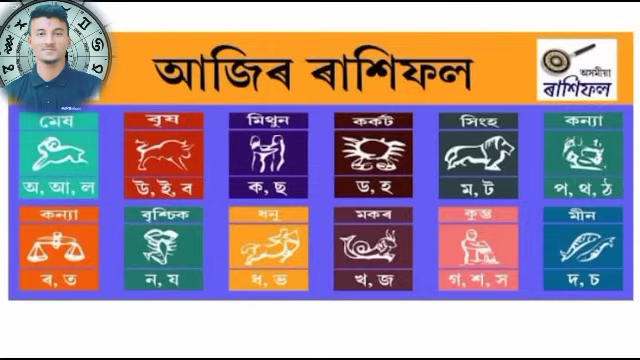 আজিৰ ৰাশিফল
অসমীয়া
ৰাশিফল
মেষ বৃষ মিথুন কৰ্কট সিংহ কন্যা
অ, আ, ল উ, ই, ব ক, ছ ড, হ ম, ট প, থ, ঠ
কন্যা বৃশ্চিক ধনু মকৰ কুম্ভ মীন
ৰ, ত ন, য ধ, ভ খ, জ গ, শ, স দ, চ